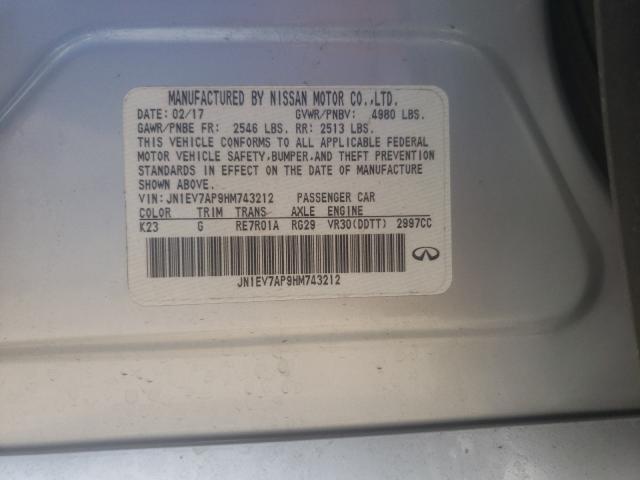 MANUFACTURED BY NISSAN MOTOR CO.,LTD.
DATE: 02/17 GVWR/PNBV: 4980 LBS.
GAWR/PNBE FR: 2546 LBS. RR: 2513 LBS.
THIS VEHICLE CONFORMS TO ALL APPLICABLE FEDERAL
MOTOR VEHICLE SAFETY, BUMPER, AND THEFT PREVENTION
STANDARDS IN EFFECT ON THE DATE OF MANUFACTURE
SHOWN ABOVE.
VIN: JN1EV7AP9HM743212 PASSENGER CAR
COLOR TRIM TRANS AXLE ENGINE
K23 G RE7R01A RG29 VR30(DDTT) 2997CC
JN1EV7AP9HM743212